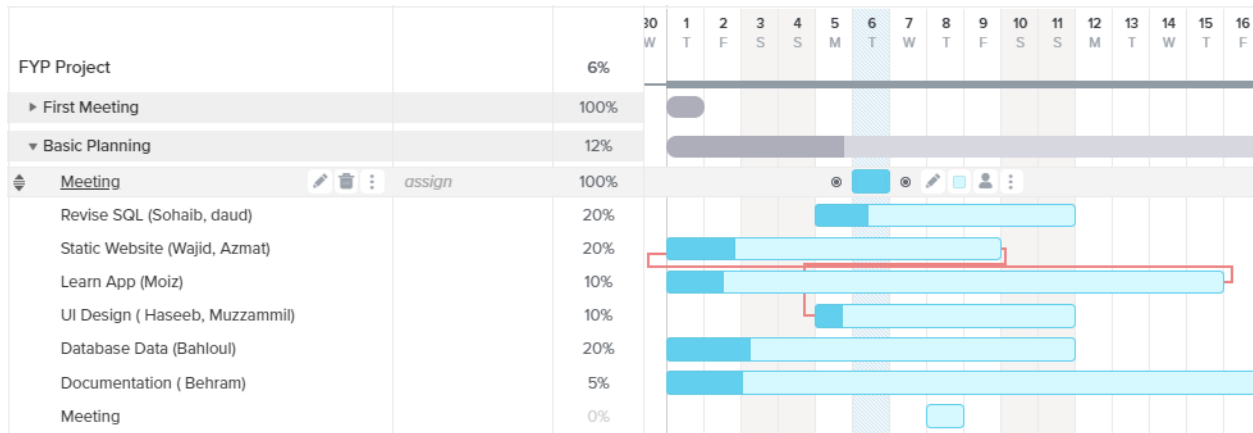 30 1 2 3 4 5 6 7 8 9 10 11 12 13 14 15 16
W T F S S M T W T F S S M T W T F
FYP Project 6%
First Meeting 100%
Basic Planning 12%
Meeting assign 100%
Revise SQL (Sohaib, daud) 20%
Static Website (Wajid, Azmat) 20%
Learn App (Moiz) 10%
UI Design ( Haseeb, Muzzammil) 10%
Database Data (Bahloul) 20%
Documentation ( Behram) 5%
Meeting 0%